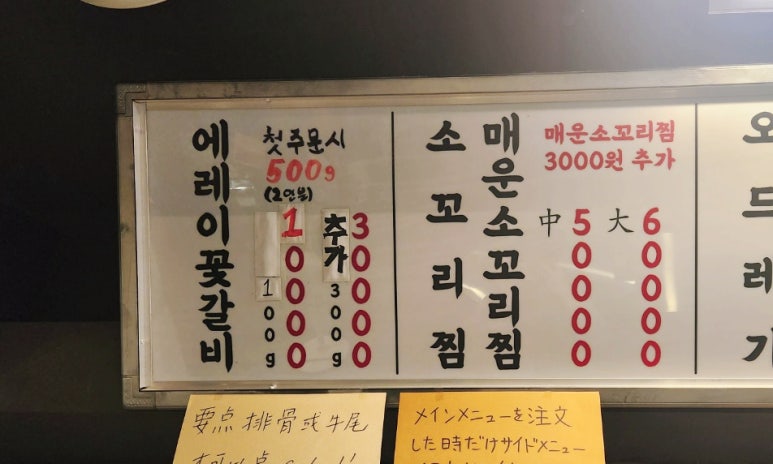 에레이꽃갈비
첫주문시
500g
(2인분)
100g
10000
추가
300g
30000
소꼬리찜
매운소꼬리찜
매운소꼬리찜
3000원 추가
中
50000
大
60000
오드레기
要点 排骨或牛尾
メインメニューを注文
した時だけサイドメニュー